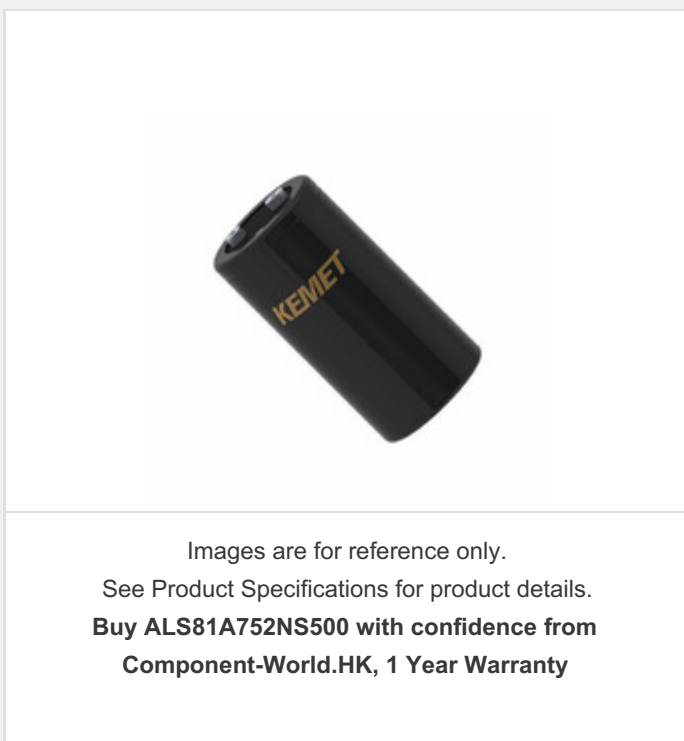 KEMET
Images are for reference only.
See Product Specifications for product details.
Buy ALS81A752NS500 with confidence from
Component-World.HK, 1 Year Warranty